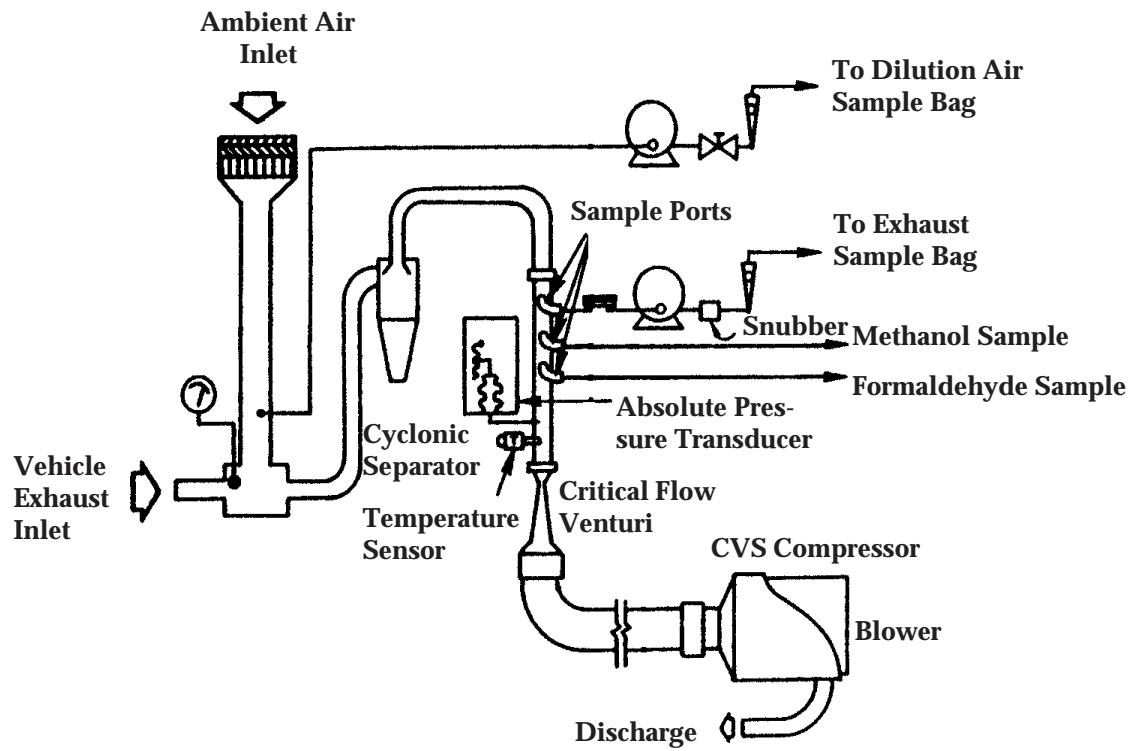 Ambient Air
Inlet
To Dilution Air
Sample Bag
Sample Ports
To Exhaust
Sample Bag
Snubber
Methanol Sample
Formaldehyde Sample
Absolute Pres-
sure Transducer
Cyclonic
Separator
Vehicle
Exhaust
Inlet
Temperature
Sensor
Critical Flow
Venturi
CVS Compressor
Blower
Discharge